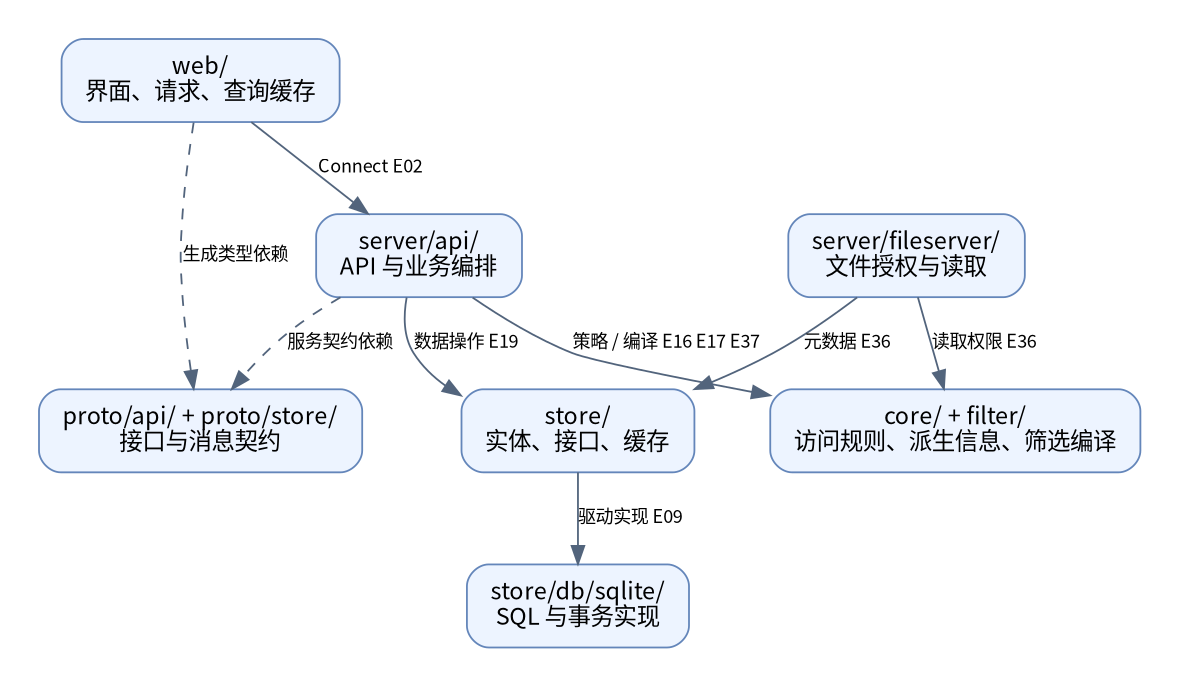 web/
界面、请求、查询缓存
Connect E02
生成类型依赖
server/api/
API 与业务编排
server/fileserver/
文件授权与读取
服务契约依赖
数据操作 E19
策略 / 编译 E16 E17 E37
元数据 E36
读取权限 E36
proto/api/ + proto/store/
接口与消息契约
store/
实体、接口、缓存
core/ + filter/
访问规则、派生信息、筛选编译
驱动实现 E09
store/db/sqlite/
SQL 与事务实现